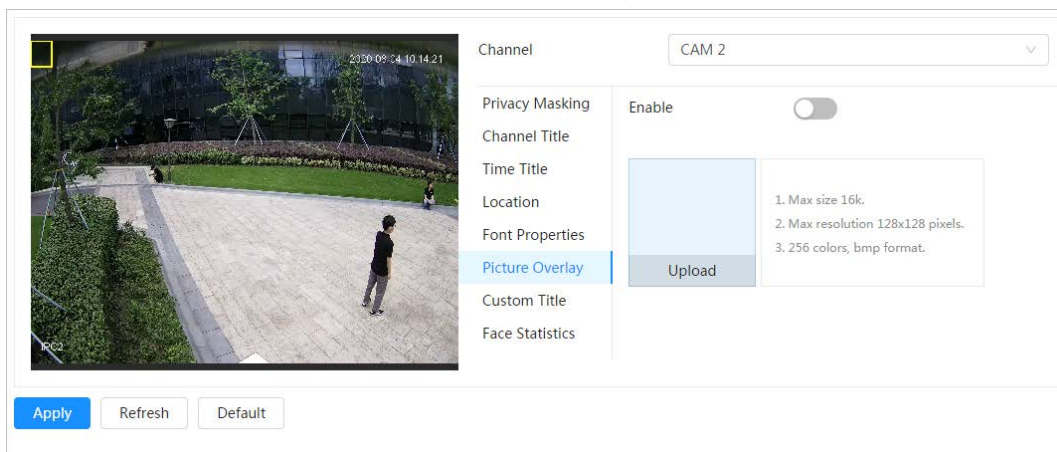 2020-08-04 10:14:21
IPC2
Channel
CAM 2
Privacy Masking
Channel Title
Time Title
Location
Font Properties
Picture Overlay
Custom Title
Face Statistics
Enable
Upload
1. Max size 16k.
2. Max resolution 128x128 pixels.
3. 256 colors, bmp format.
Apply
Refresh
Default